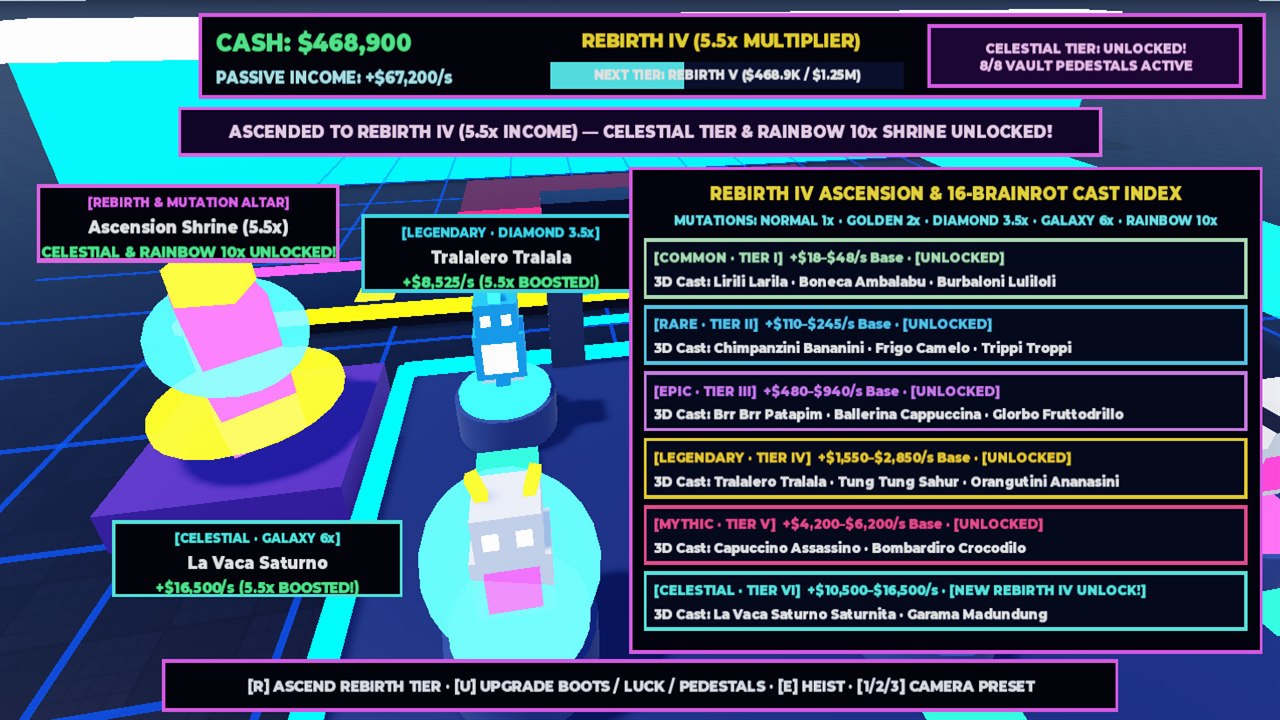 CASH: $468,900
PASSIVE INCOME: +$67,200/s
REBIRTH IV (5.5x MULTIPLIER)
NEXT TIER: REBIRTH V ($468.9K / $1.25M)
CELESTIAL TIER: UNLOCKED!
8/8 VAULT PEDESTALS ACTIVE
ASCENDED TO REBIRTH IV (5.5x INCOME) — CELESTIAL TIER & RAINBOW 10x SHRINE UNLOCKED!
[REBIRTH & MUTATION ALTAR]
Ascension Shrine (5.5x)
CELESTIAL & RAINBOW 10x UNLOCKED!
[LEGENDARY · DIAMOND 3.5x]
Tralalero Tralala
+$8,525/s (5.5x BOOSTED!)
[CELESTIAL · GALAXY 6x]
La Vaca Saturno
+$16,500/s (5.5x BOOSTED!)
REBIRTH IV ASCENSION & 16-BRAINROT CAST INDEX
MUTATIONS: NORMAL 1x · GOLDEN 2x · DIAMOND 3.5x · GALAXY 6x · RAINBOW 10x
[COMMON · TIER I] +$18–$48/s Base · [UNLOCKED]
3D Cast: Lirili Larila · Boneca Ambalabu · Burbaloni Luliloli
[RARE · TIER II] +$110–$245/s Base · [UNLOCKED]
3D Cast: Chimpanzini Bananini · Frigo Camelo · Trippi Troppi
[EPIC · TIER III] +$480–$940/s Base · [UNLOCKED]
3D Cast: Brr Brr Patapim · Ballerina Cappuccina · Glorbo Fruttodrillo
[LEGENDARY · TIER IV] +$1,550–$2,850/s Base · [UNLOCKED]
3D Cast: Tralalero Tralala · Tung Tung Sahur · Orangutini Ananasini
[MYTHIC · TIER V] +$4,200–$6,200/s Base · [UNLOCKED]
3D Cast: Capuccino Assassino · Bombardiro Crocodilo
[CELESTIAL · TIER VI] +$10,500–$16,500/s · [NEW REBIRTH IV UNLOCK!]
3D Cast: La Vaca Saturno Saturnita · Garama Madundung
[R] ASCEND REBIRTH TIER · [U] UPGRADE BOOTS / LUCK / PEDESTALS · [E] HEIST · [1/2/3] CAMERA PRESET